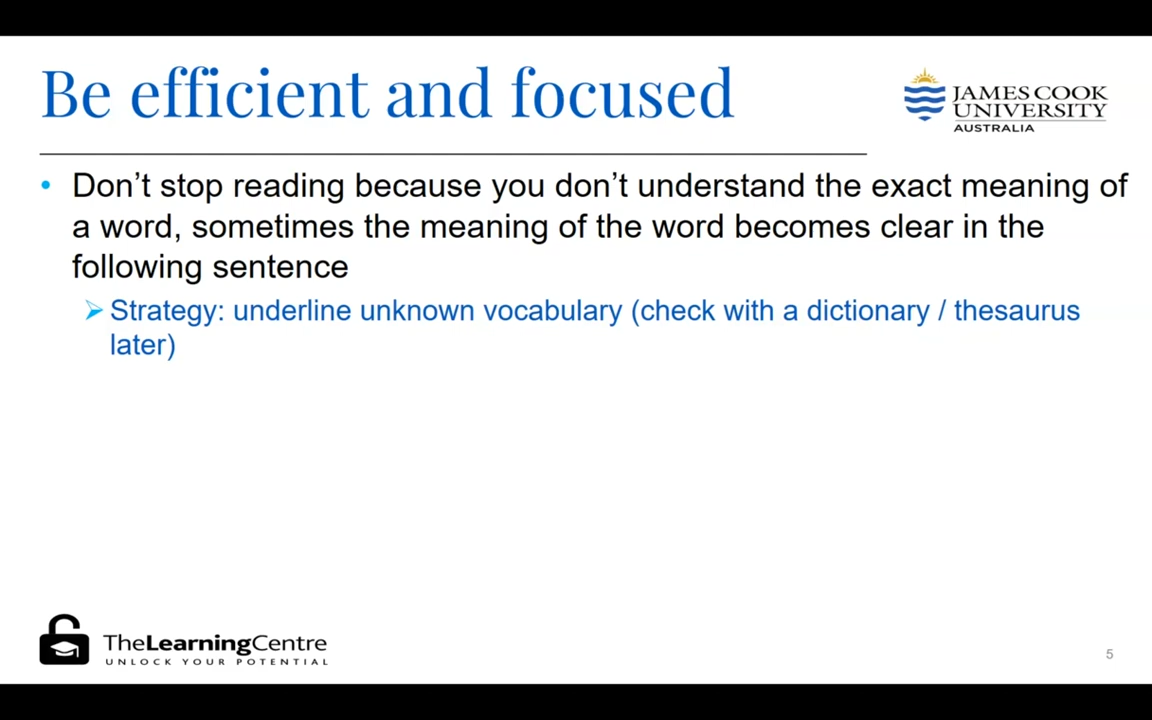 Be efficient and focused
JAMES COOK
UNIVERSITY
AUSTRALIA
• Don't stop reading because you don't understand the exact meaning of
a word, sometimes the meaning of the word becomes clear in the
following sentence
➢ Strategy: underline unknown vocabulary (check with a dictionary / thesaurus
later)
TheLearningCentre
UNLOCK YOUR POTENTIAL
5